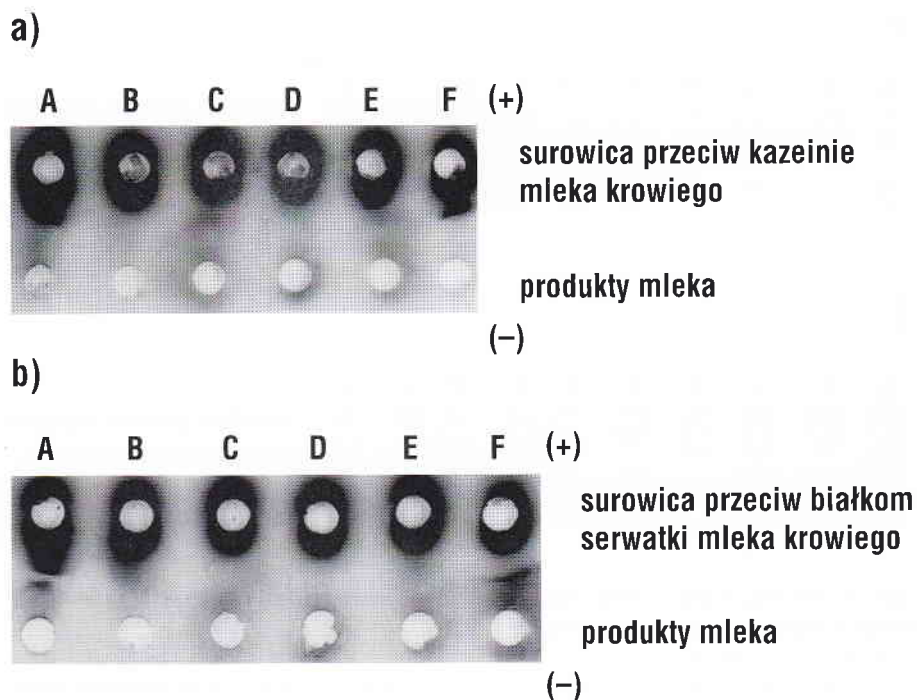 a)
A B C D E F (+)
surowica przeciw kazeinie
mleka krowiego
produkty mleka
(–)
b)
A B C D E F (+)
surowica przeciw białkom
serwatki mleka krowiego
produkty mleka
(–)